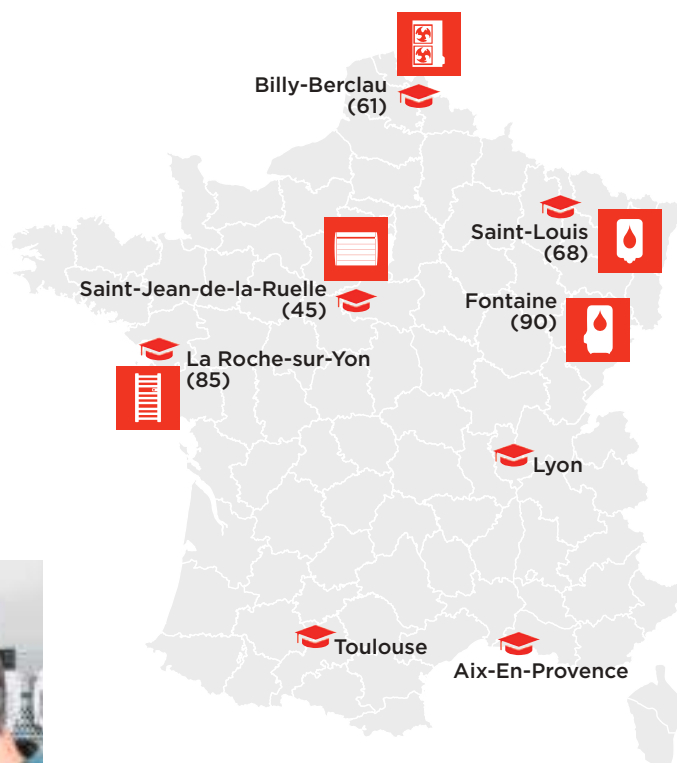 Billy-Berclau
(61)
Saint-Louis
(68)
Saint-Jean-de-la-Ruelle
(45)
Fontaine
(90)
La Roche-sur-Yon
(85)
Lyon
Toulouse
Aix-En-Provence